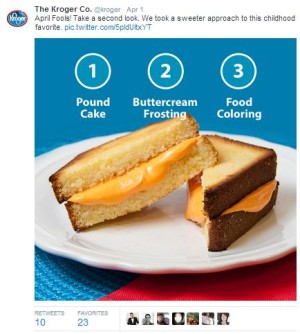 Kroger
The Kroger Co. @kroger · Apr 1
April Fools! Take a second look. We took a sweeter approach to this childhood
favorite. pic.twitter.com/5pldUltxYT
1 2 3
Pound Buttercream Food
Cake Frosting Coloring
RETWEETS FAVORITES
10 23